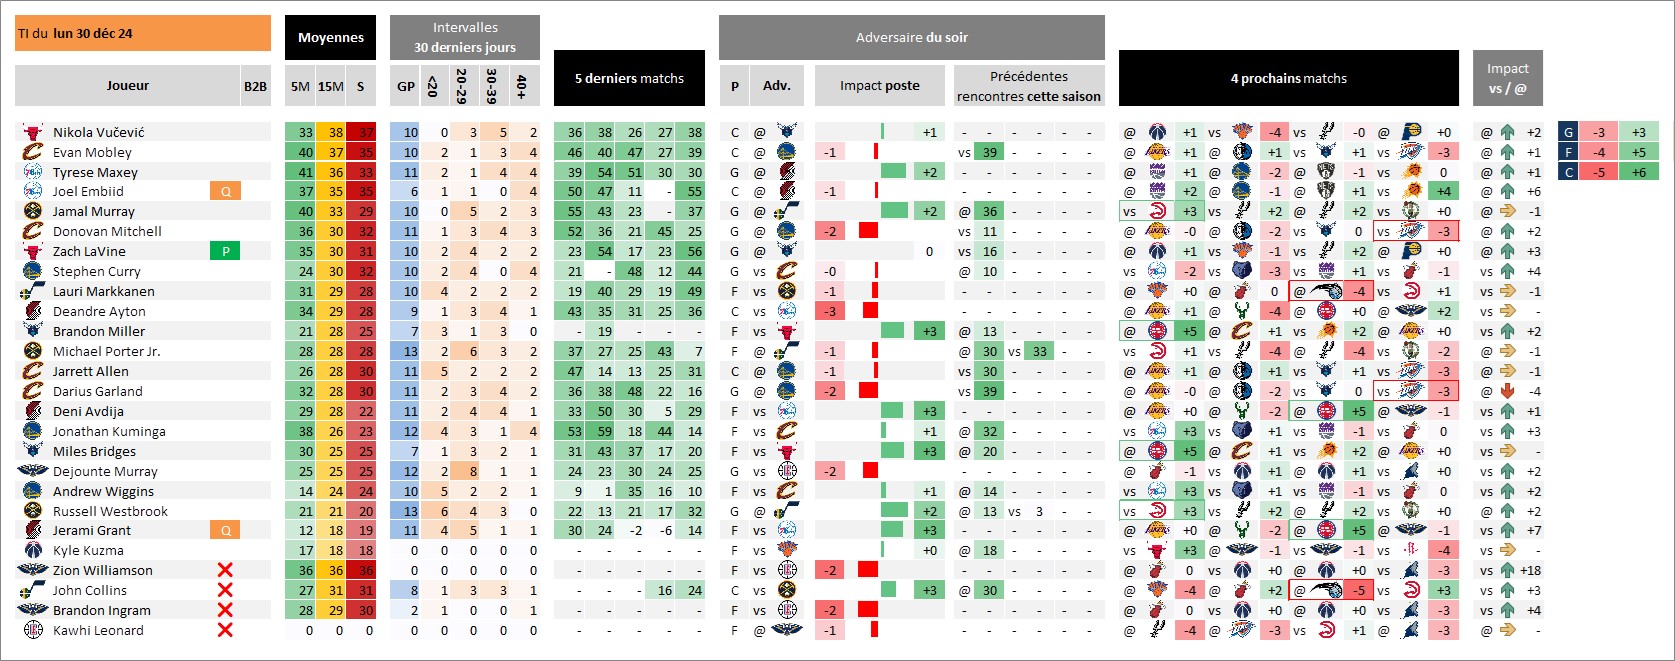 TI du lun 30 déc 24
Moyennes
Intervalles
30 derniers jours
Adversaire du soir
Joueur B2B 5M 15M S GP <20 20-29 30-39 40+ 5 derniers matchs P Adv. Impact poste Précédentes rencontres cette saison 4 prochains matchs Impact vs / @
Nikola Vučević 33 38 37 10 0 3 5 2 36 38 26 27 38 C @ +1 - - - - - - @ +1 vs -4 vs -0 @ +0 @ +2 G -3 +3
Evan Mobley 40 37 35 10 2 1 3 4 46 40 47 27 39 C @ -1 vs 39 - - - - @ +1 @ +1 vs +1 vs -3 @ +1 F -4 +5
Tyrese Maxey 41 36 33 11 2 1 4 4 39 54 51 30 30 G @ +2 - - - - - - @ +1 @ -2 @ -1 vs 0 @ +1 C -5 +6
Joel Embiid Q 37 35 35 6 1 1 0 4 50 47 11 - 55 C @ -1 - - - - - - @ +2 @ -1 @ +1 vs +4 @ +6
Jamal Murray 40 33 29 10 0 5 2 3 55 43 23 - 37 G @ +2 @ 36 - - - - vs +3 vs +2 @ +2 vs +0 @ -1
Donovan Mitchell 36 30 32 11 1 3 4 3 52 36 21 45 25 G @ -2 vs 11 - - - - @ -0 @ -2 vs 0 vs -3 @ +2
Zach LaVine P 35 30 31 10 2 4 2 2 23 54 17 23 56 G @ 0 vs 16 - - - - @ +1 vs -1 vs +2 @ +0 @ +3
Stephen Curry 24 30 32 10 2 4 0 4 21 - 48 12 44 G vs -0 @ 10 - - - - vs -2 vs -3 vs +1 vs -1 vs +4
Lauri Markkanen 31 29 28 10 4 2 2 2 19 40 29 19 49 F vs -1 - - - - - - @ +0 @ 0 @ -4 vs +1 vs -1
Deandre Ayton 34 29 28 9 1 3 4 1 43 35 31 25 36 C vs -3 - - - - - - @ +1 @ -4 @ +0 @ +2 vs -
Brandon Miller 21 28 25 7 3 1 3 0 - 19 - - - F vs +3 @ 13 - - - - @ +5 @ +1 vs +2 @ +0 vs +2
Michael Porter Jr. 28 28 28 13 2 6 3 2 37 27 25 43 7 F @ -1 @ 30 vs 33 - - vs +1 vs -4 @ -4 vs -2 @ -1
Jarrett Allen 28 28 30 11 5 2 2 2 47 14 13 25 31 C @ -1 vs 30 - - - - @ +1 @ +1 vs +1 vs -3 @ -1
Darius Garland 32 28 30 11 2 3 4 2 36 38 48 22 16 G @ -2 vs 39 - - - - @ -0 @ -2 vs 0 vs -3 @ -4
Deni Avdija 29 28 22 11 2 4 4 1 33 50 30 5 29 F vs +3 - - - - - - @ +0 @ -2 @ +5 @ -1 vs +1
Jonathan Kuminga 38 26 23 12 4 3 1 4 53 59 18 44 14 F vs +1 @ 32 - - - - vs +3 vs +1 vs -1 vs 0 vs +3
Miles Bridges 30 25 25 7 1 3 2 1 31 43 37 17 20 F vs +3 @ 20 - - - - @ +5 @ +1 vs +2 @ +0 vs -
Dejounte Murray 25 25 25 12 2 8 1 1 24 23 30 24 25 G vs -2 - - - - - - @ -1 vs +1 @ +1 vs +0 vs +2
Andrew Wiggins 14 24 24 10 5 2 2 1 9 1 35 16 10 F vs +1 @ 14 - - - - vs +3 vs +1 vs -1 vs 0 vs +2
Russell Westbrook 21 21 20 13 6 4 3 0 22 13 21 17 32 G @ +2 @ 13 vs 3 - - vs +3 vs +2 @ +2 vs +0 @ +2
Jerami Grant Q 12 18 19 11 4 5 1 1 30 24 -2 -6 14 F vs +3 - - - - - - @ +0 @ -2 @ +5 @ -1 vs +7
Kyle Kuzma 17 18 18 0 0 0 0 0 - - - - - F vs +0 @ 18 - - - - vs +3 @ -1 vs -1 vs -4 vs -
Zion Williamson 36 36 36 0 0 0 0 0 - - - - - F vs -2 - - - - - - @ 0 vs +0 @ +0 vs -3 vs +18
John Collins 27 31 31 8 1 3 3 1 - - - 16 24 C vs +3 @ 30 - - - - @ -4 @ +2 @ -5 vs +3 vs +3
Brandon Ingram 28 29 30 2 1 0 0 1 - - - - - F vs -2 - - - - - - @ 0 vs +0 @ +0 vs -3 vs +4
Kawhi Leonard 0 0 0 0 0 0 0 0 - - - - - F @ -1 - - - - - - @ -4 @ -3 vs +1 @ -3 @ -